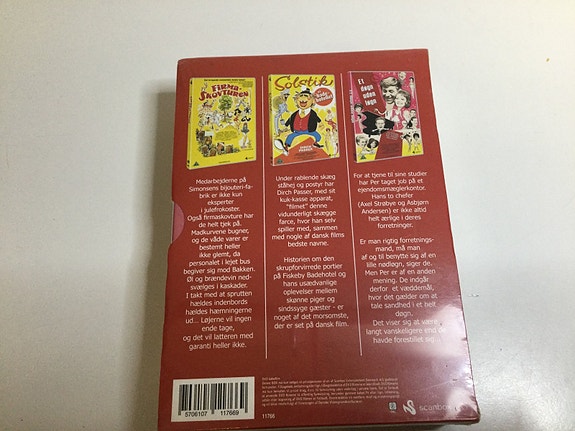 FIRMA-
SKOVTUREN
Solstik
på
Badehotellet
Et
døgn
uden
løgn
Medarbejderne på
Simonsens bijouteri-fa-
brik er ikke kun
eksperter
i julefrokoster.
Også firmaskovture har
de helt tjek på.
Madkurvene bugner,
og de våde varer er
bestemt heller
ikke glemt, da
personalet i lejet bus
begiver sig mod Bakken.
Øl og brændevin ned-
svælges i kaskader.
I takt med at sprutten
hældes indenbords
hældes hæmningerne
ud... Løjerne vil ingen
ende tage,
og det vil latteren med
garanti heller ikke.
Under rablende skæg
ståhej og postyr har
Dirch Passer, med sit
kuk-kasse apparat,
"filmet" denne
vidunderligt skægge
farce, hvor han selv
spiller med, sammen
med nogle af dansk films
bedste navne.
Historien om den
skrupforvirrede portier
på Fiskeby Badehotel og
hans usædvanlige
oplevelser mellem
skønne piger og
sindssyge gæster - er
noget af det morsomste,
der er set på dansk film.
For at tjene til sine studier
har Per taget job på et
ejendomsmæglerkontor.
Hans to chefer
(Axel Strøbye og Asbjørn
Andersen) er ikke altid
helt ærlige i deres
forretninger.
Er man rigtig forretnings-
mand, må man
af og til benytte sig af en
lille nødløgn, siger de.
Men Per er af en anden
mening. De indgår
derfor et væddemål,
hvor det gælder om at
tale sandhed i et helt
døgn.
Det viser sig at være
langt vanskeligere end de
havde forestillet sig...
5706107 117669
11766
scanbox